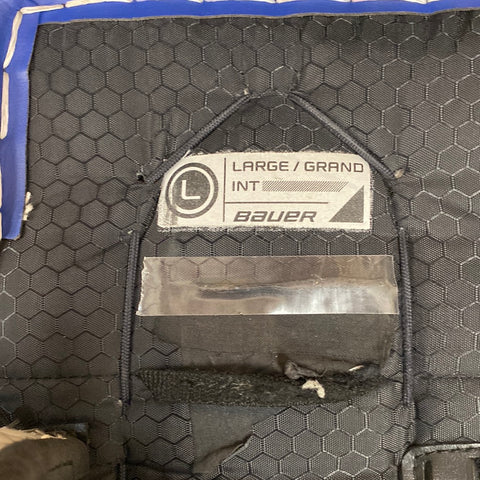 L
LARGE / GRAND
INT
BAUER